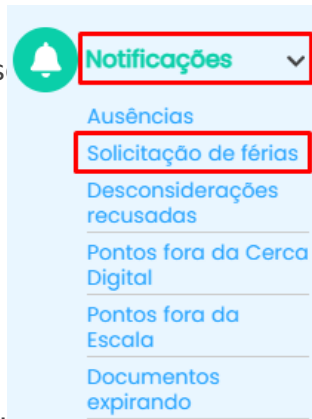 Notificações
Ausências
Solicitação de férias
Desconsiderações
recusadas
Pontos fora da Cerca
Digital
Pontos fora da
Escala
Documentos
expirando